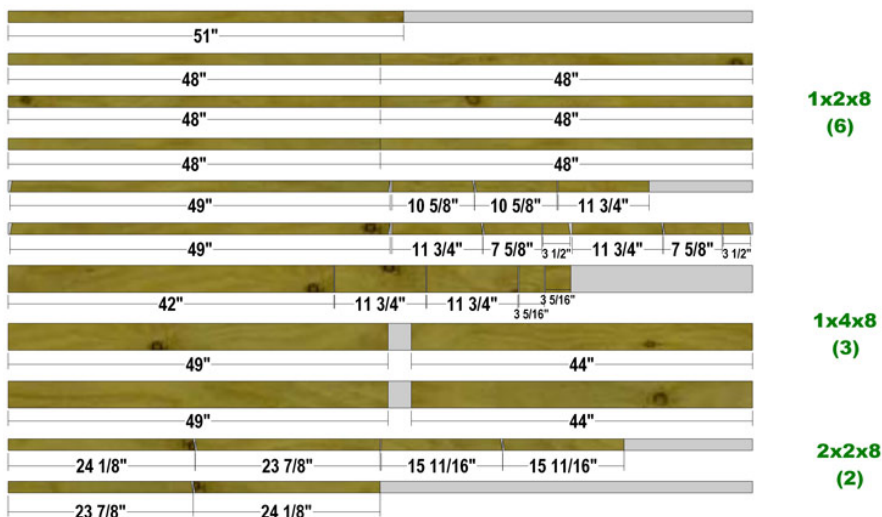 51"
48" 48"
48" 48"
48" 48"
1x2x8
(6)
49" 10 5/8" 10 5/8" 11 3/4"
49" 11 3/4" 7 5/8" 3 1/2" 11 3/4" 7 5/8" 3 1/2"
42" 11 3/4" 11 3/4" 3 5/16" 3 5/16"
49" 44"
1x4x8
(3)
49" 44"
24 1/8" 23 7/8" 15 11/16" 15 11/16"
23 7/8" 24 1/8"
2x2x8
(2)